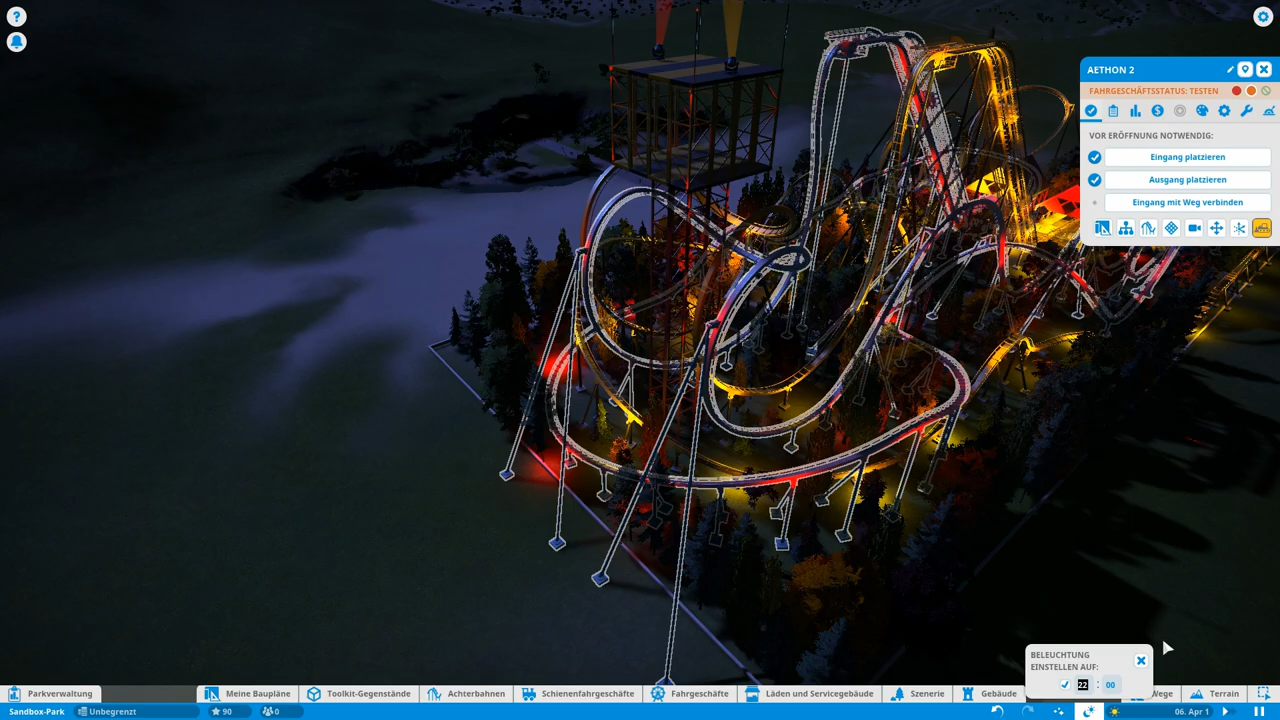 ?
AETHON 2
FAHRGESCHÄFTSSTATUS: TESTEN
VOR ERÖFFNUNG NOTWENDIG:
Eingang platzieren
Ausgang platzieren
Eingang mit Weg verbinden
BELEUCHTUNG
EINSTELLEN AUF:
22 : 00
Parkverwaltung
Meine Baupläne
Toolkit-Gegenstände
Achterbahnen
Schienenfahrgeschäfte
Fahrgeschäfte
Läden und Servicegebäude
Szenerie
Gebäude
Wege
Terrain
Sandbox-Park
Unbegrenzt
90
0
06. Apr 1